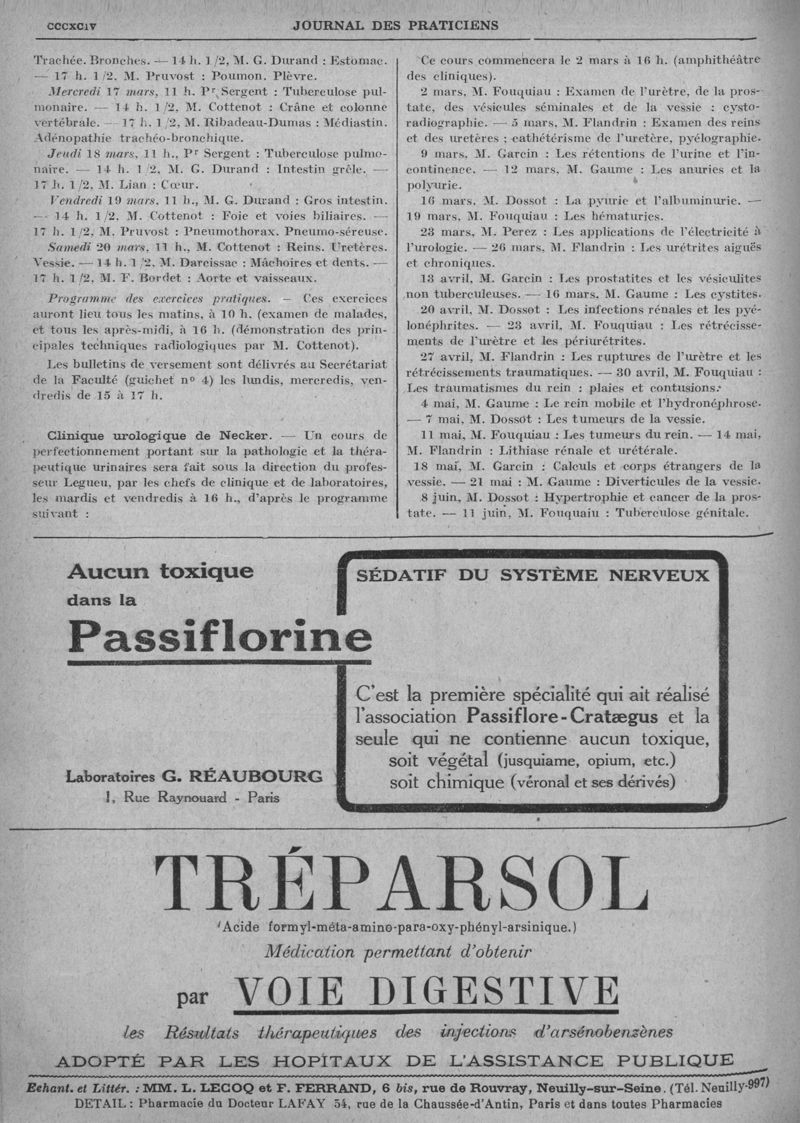 CCCXCIV
JOURNAL DES PRATICIENS
Trachée. Bronches. — 14 h. 1/2, M. G. Durand : Estomac.
— 17 h. 1/2, M. Pruvost : Poumon. Plèvre.
Mercredi 17 mars, 11 h. Pr Sergent : Tuberculose pul-
monaire. — 14 h. 1/2, M. Cottenot : Crâne et colonne
vertébrale. — 17 h. 1/2, M. Ribadeau-Dumas : Médiastin.
Adénopathie trachéo-bronchique.
Jeudi 18 mars, 11 h., Pr Sergent : Tuberculose pulmo-
naire. — 14 h. 1/2, M. G. Durand : Intestin grêle. —
17 h. 1/2, M. Lian : Cœur.
Vendredi 19 mars, 11 h., M. G. Durand : Gros intestin.
— 14 h. 1/2. M. Cottenot : Foie et voies biliaires. —
17 h. 1/2, M. Pruvost : Pneumothorax. Pneumo-séreuse.
Samedi 20 mars, 11 h., M. Cottenot : Reins. Uretères.
Vessie. — 14 h. 1/2. M. Darcissac : Mâchoires et dents. —
17 h. 1/2, M. F. Bordet : Aorte et vaisseaux.
Programme des exercices pratiques. — Ces exercices
auront lieu tous les matins, à 10 h. (examen de malades,
et tous les après-midi, à 16 h. (démonstration des prin-
cipales techniques radiologiques par M. Cottenot).
Les bulletins de versement sont délivrés au Secrétariat
de la Faculté (guichet nº 4) les lundis, mercredis, ven-
dredis de 15 à 17 h.
Clinique urologique de Necker. — Un cours de
perfectionnement portant sur la pathologie et la théra-
peutique urinaires sera fait sous la direction du profes-
seur Legueu, par les chefs de clinique et de laboratoires,
les mardis et vendredis à 16 h., d'après le programme
suivant :
Ce cours commencera le 2 mars à 16 h. (amphithéâtre
des cliniques).
2 mars, M. Fouquiau : Examen de l'urètre, de la pros-
tate, des vésicules séminales et de la vessie : cysto-
radiographie. — 5 mars, M. Flandrin : Examen des reins
et des uretères ; cathétérisme de l'uretère, pyélographie.
9 mars, M. Garcin : Les rétentions de l'urine et l'in-
continence. — 12 mars, M. Gaume : Les anuries et la
polyurie.
16 mars, M. Dossot : La pyurie et l'albuminurie. —
19 mars, M. Fouquiau : Les hématuries.
23 mars, M. Perez : Les applications de l'électricité à
l'urologie. — 26 mars, M. Flandrin : Les urétrites aiguës
et chroniques.
13 avril, M. Garcin : Les prostatites et les vésiculites
non tuberculeuses. — 16 mars, M. Gaume : Les cystites.
20 avril, M. Dossot : Les infections rénales et les pyé-
lonéphrites. — 23 avril, M. Fouquiau : Les rétrécisse-
ments de l'urètre et les périurétrites.
27 avril, M. Flandrin : Les ruptures de l'urètre et les
rétrécissements traumatiques. — 30 avril, M. Fouquiau :
Les traumatismes du rein : plaies et contusions.
4 mai, M. Gaume : Le rein mobile et l'hydronéphrose.
— 7 mai, M. Dossot : Les tumeurs de la vessie.
11 mai, M. Fouquiau : Les tumeurs du rein. — 14 mai,
M. Flandrin : Lithiase rénale et urétérale.
18 mai, M. Garcin : Calculs et corps étrangers de la
vessie. — 21 mai : M. Gaume : Diverticules de la vessie.
8 juin, M. Dossot : Hypertrophie et cancer de la pros-
tate. — 11 juin, M. Fouquaiu : Tuberculose génitale.
Aucun toxique
dans la
Passiflorine
Laboratoires G. RÉAUBOURG
1, Rue Raynouard - Paris
SÉDATIF DU SYSTÈME NERVEUX
C'est la première spécialité qui ait réalisé
l'association Passiflore-Cratægus et la
seule qui ne contienne aucun toxique,
soit végétal (jusquiame, opium, etc.)
soit chimique (véronal et ses dérivés)
TRÉPARSOL
(Acide formyl-méta-amino-para-oxy-phényl-arsinique.)
Médication permettant d'obtenir
par VOIE DIGESTIVE
les Résultats thérapeutiques des injections d'arsénobenzènes
ADOPTÉ PAR LES HOPITAUX DE L'ASSISTANCE PUBLIQUE
Echant. et Littér. : MM. L. LECOQ et F. FERRAND, 6 bis, rue de Rouvray, Neuilly-sur-Seine. (Tél. Neuilly-997)
DETAIL : Pharmacie du Docteur LAFAY 54, rue de la Chaussée-d'Antin, Paris et dans toutes Pharmacies